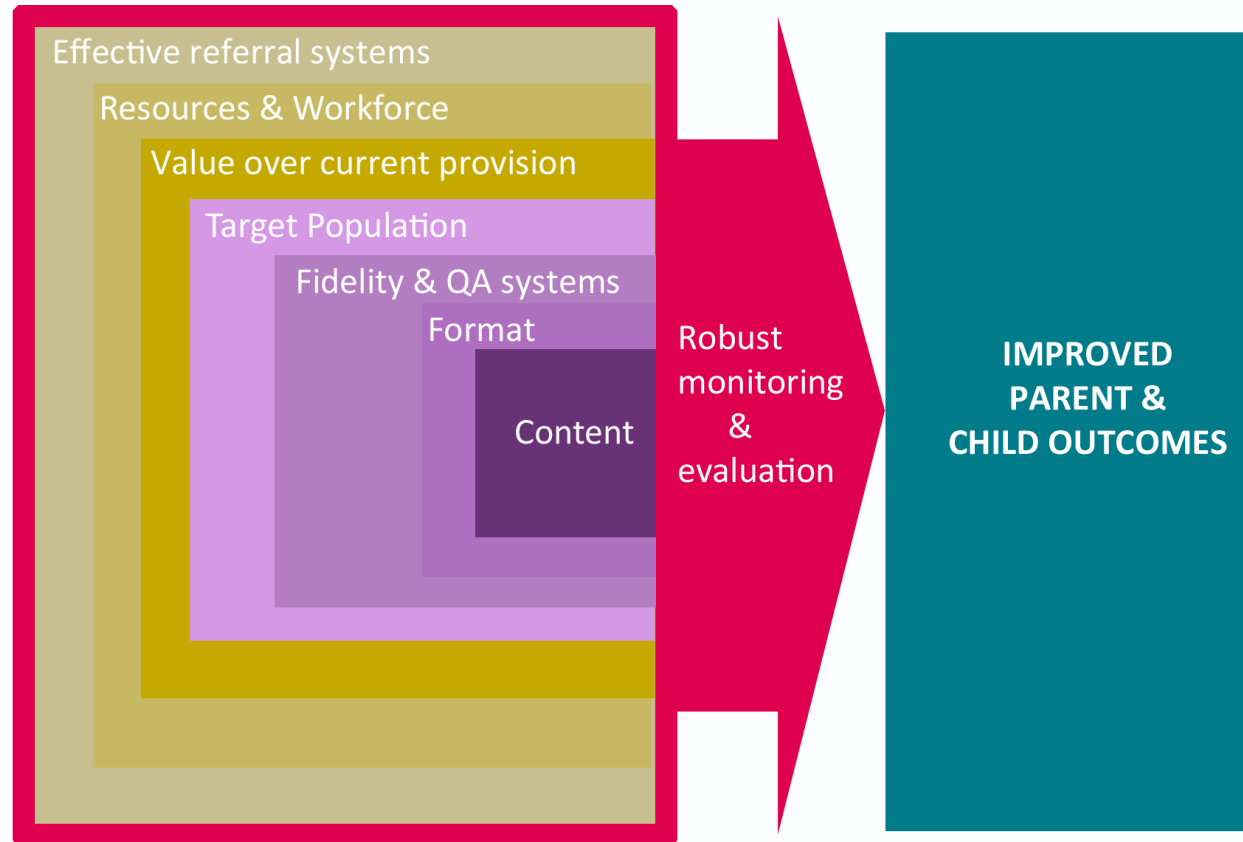 Effective referral systems
Resources & Workforce
Value over current provision
Target Population
Fidelity & QA systems
Format
Content
Robust
monitoring
&
evaluation
IMPROVED
PARENT &
CHILD OUTCOMES